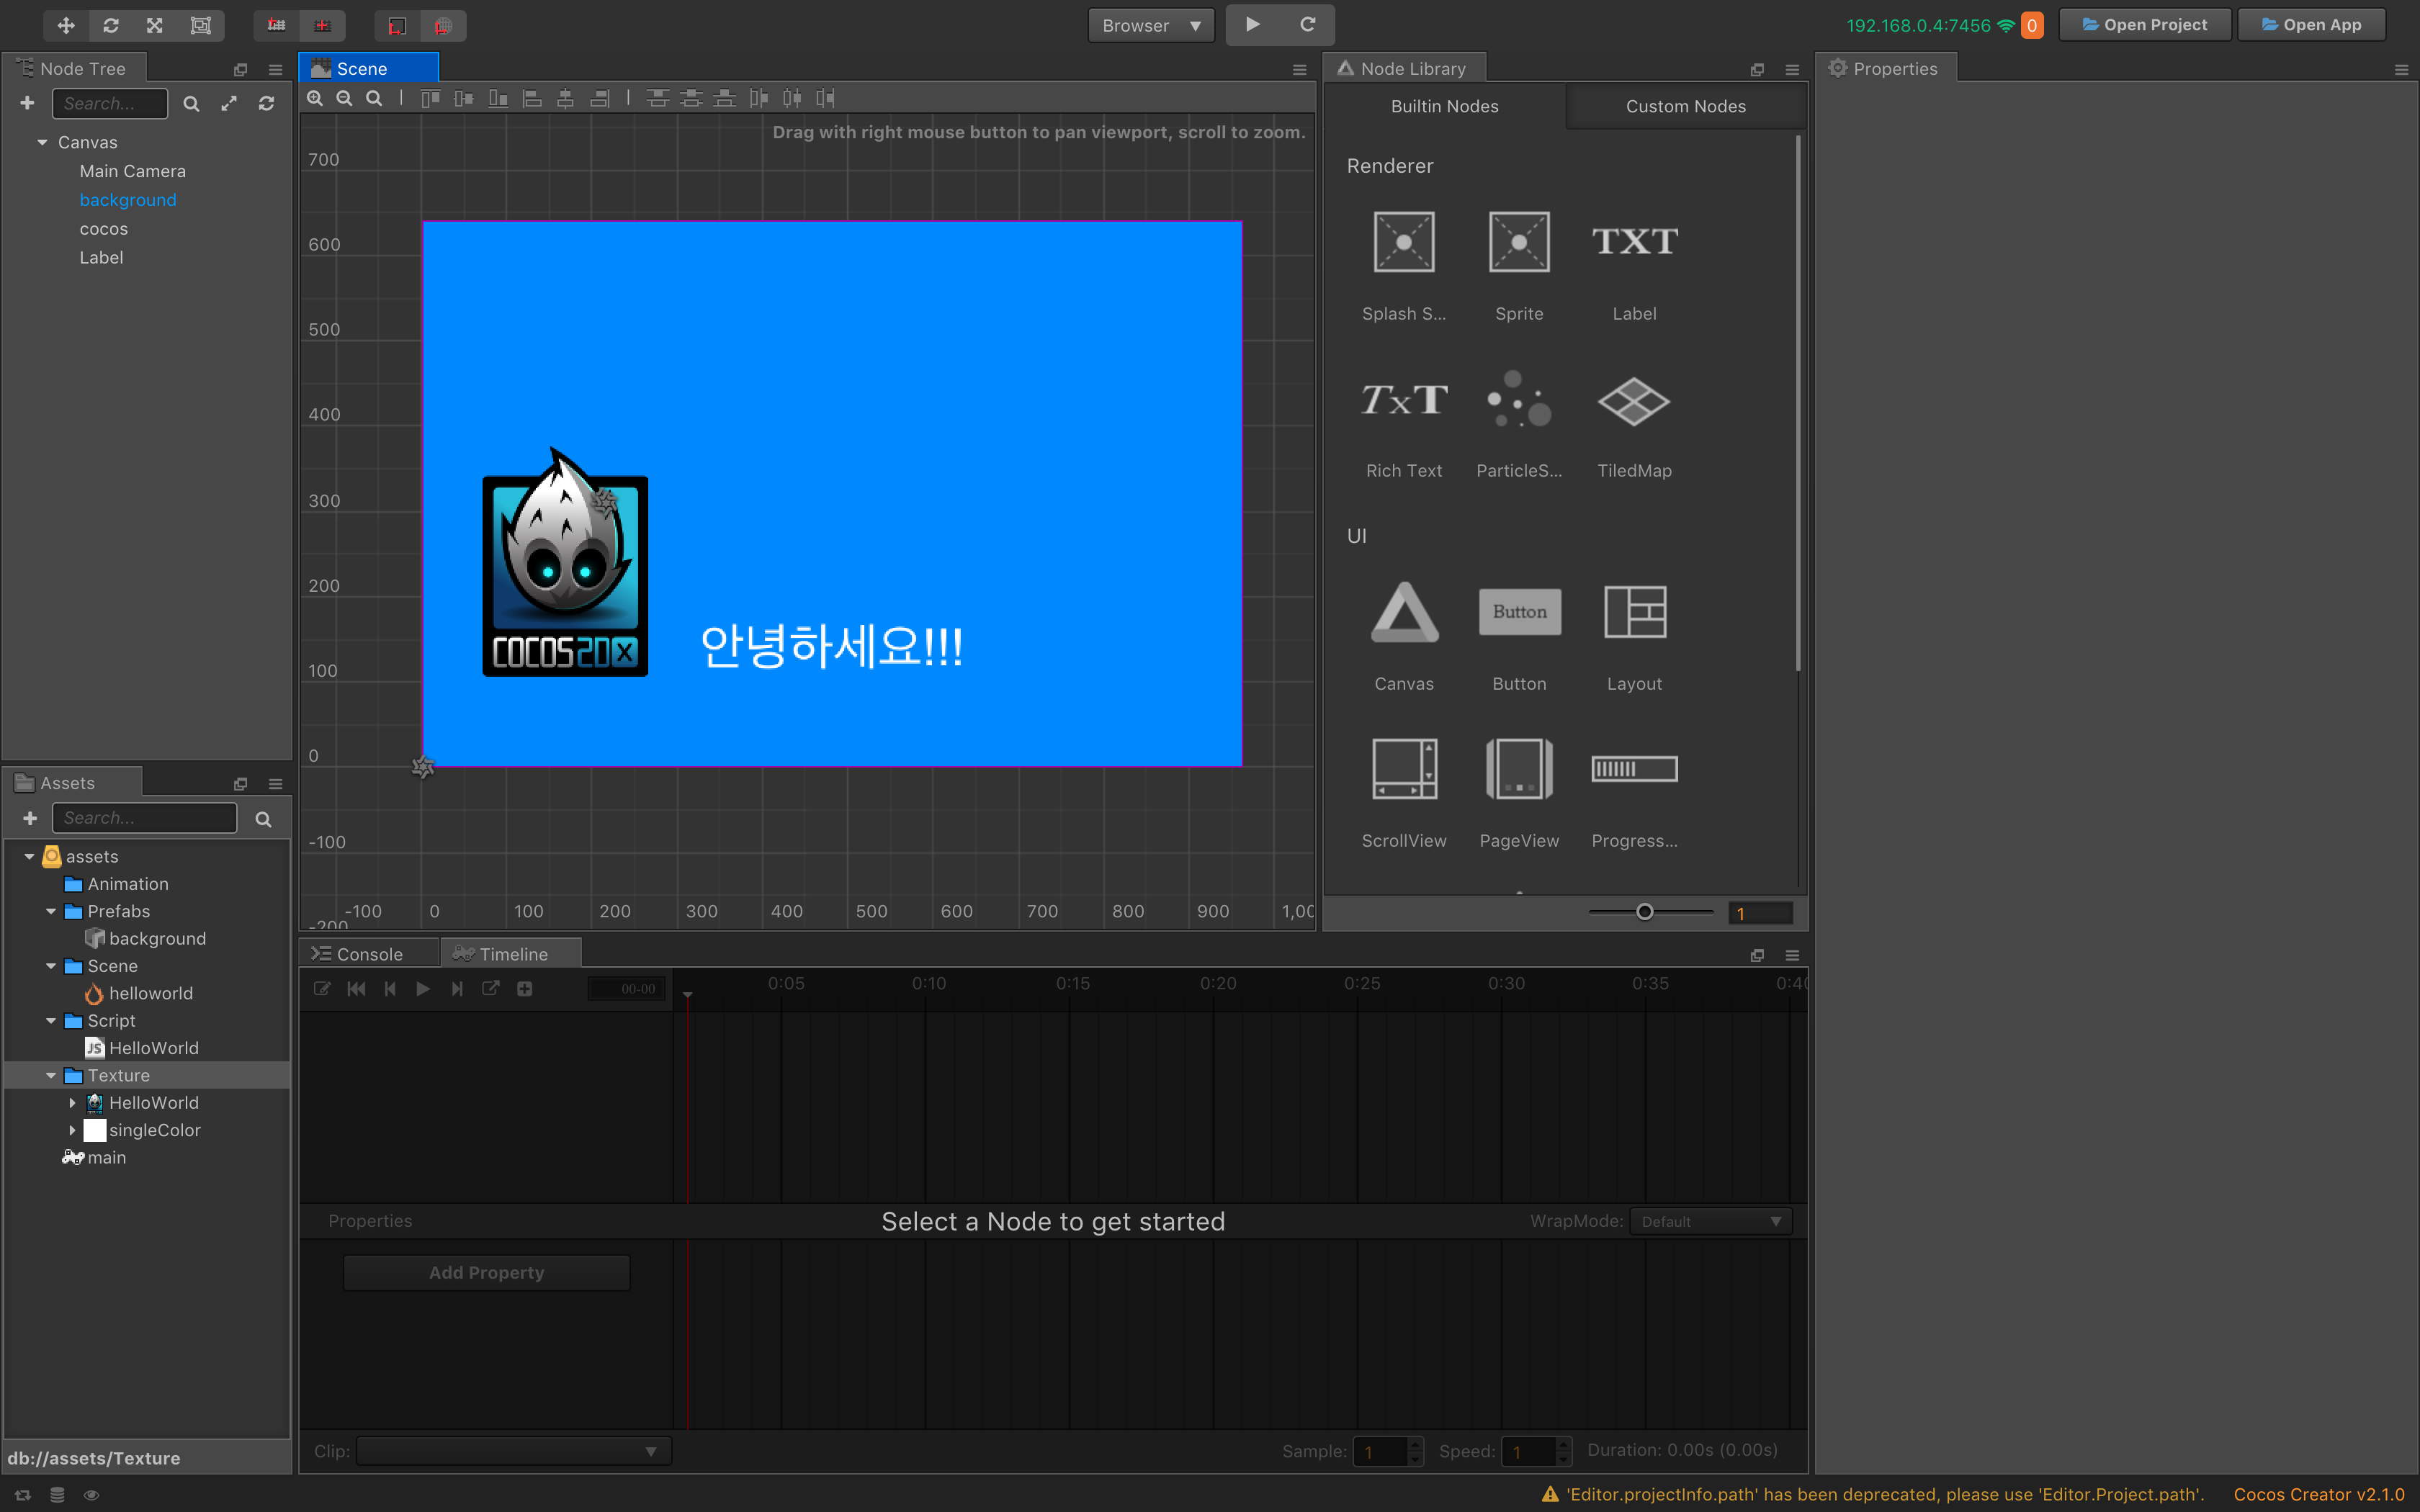 Browser
192.168.0.4:7456
0
Open Project
Open App
Node Tree
Search...
Canvas
Main Camera
background
cocos
Label
Scene
Drag with right mouse button to pan viewport, scroll to zoom.
700
600
500
400
300
200
100
0
-100
-200
-100 0 100 200 300 400 500 600 700 800 900 1,00
COCOS2DX
안녕하세요!!!
Node Library
Builtin Nodes
Custom Nodes
Renderer
Splash S...
Sprite
TXT
Label
TxT
Rich Text
ParticleS...
TiledMap
UI
Canvas
Button
Button
Layout
ScrollView
PageView
Progress...
1
Properties
Assets
Search...
assets
Animation
Prefabs
background
Scene
helloworld
Script
JS HelloWorld
Texture
HelloWorld
singleColor
main
db://assets/Texture
Console
Timeline
00-00
0:05 0:10 0:15 0:20 0:25 0:30 0:35 0:40
Properties
Select a Node to get started
WrapMode: Default
Add Property
Clip:
Sample: 1
Speed: 1
Duration: 0.00s (0.00s)
'Editor.projectInfo.path' has been deprecated, please use 'Editor.Project.path'.
Cocos Creator v2.1.0